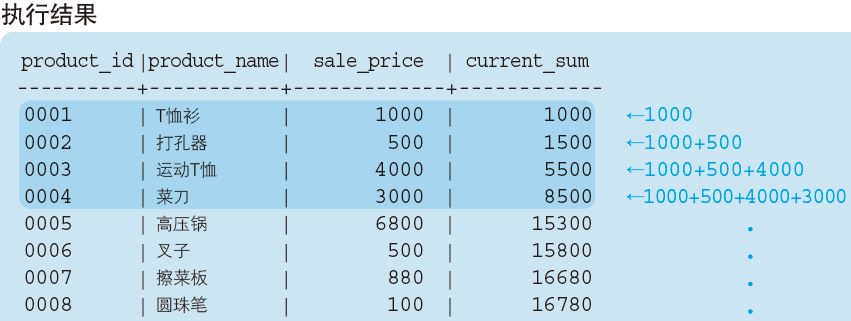 执行结果
product_id|product_name| sale_price | current_sum
----------+-----------+-------------+------------
0001 | T恤衫 | 1000 | 1000 ←1000
0002 | 打孔器 | 500 | 1500 ←1000+500
0003 | 运动T恤 | 4000 | 5500 ←1000+500+4000
0004 | 菜刀 | 3000 | 8500 ←1000+500+4000+3000
0005 | 高压锅 | 6800 | 15300 .
0006 | 叉子 | 500 | 15800 .
0007 | 擦菜板 | 880 | 16680 .
0008 | 圆珠笔 | 100 | 16780 .